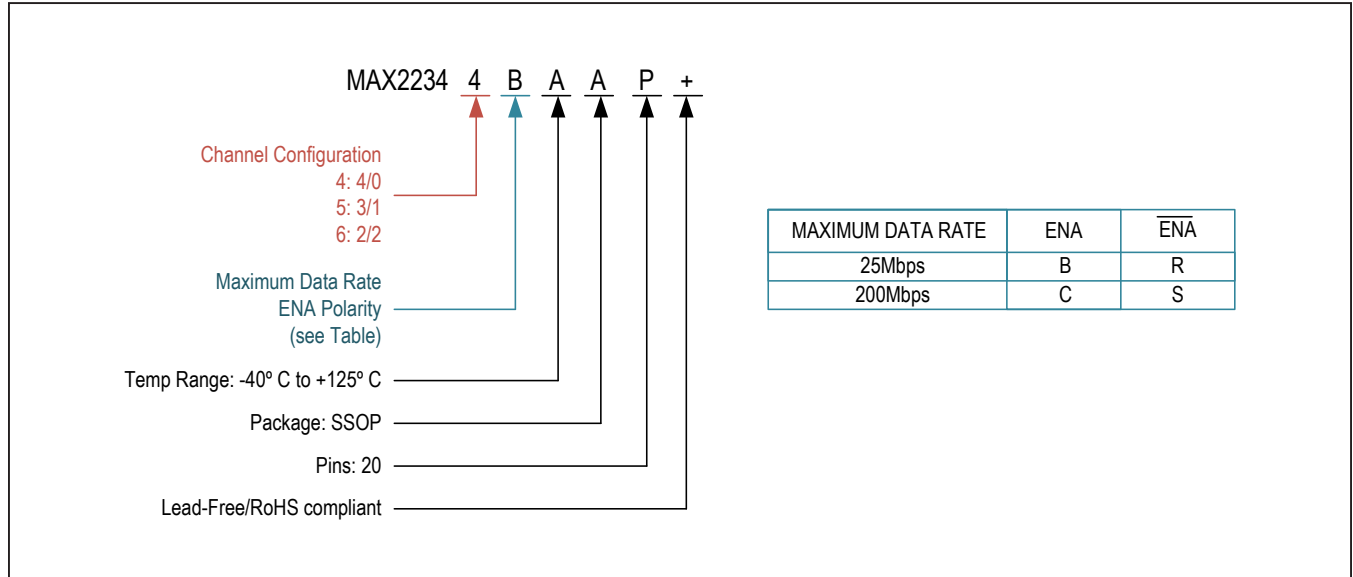 MAX2234 4 B A A P +
Channel Configuration
4: 4/0
5: 3/1
6: 2/2
Maximum Data Rate
ENA Polarity
(see Table)
Temp Range: -40º C to +125º C
Package: SSOP
Pins: 20
Lead-Free/RoHS compliant
MAXIMUM DATA RATE ENA E̅N̅A̅
25Mbps B R
200Mbps C S